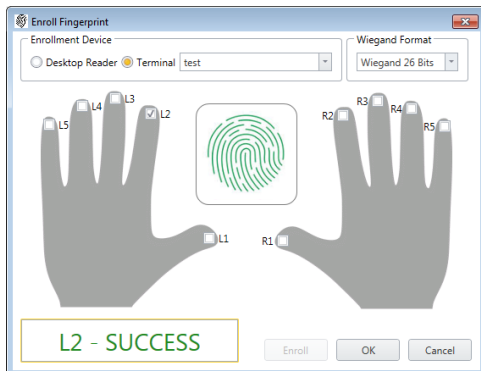 Enroll Fingerprint
Enrollment Device
Wiegand Format
Desktop Reader Terminal test
Wiegand 26 Bits
L5 L4 L3 L2
R2 R3 R4 R5
L1 R1
L2 - SUCCESS
Enroll OK Cancel